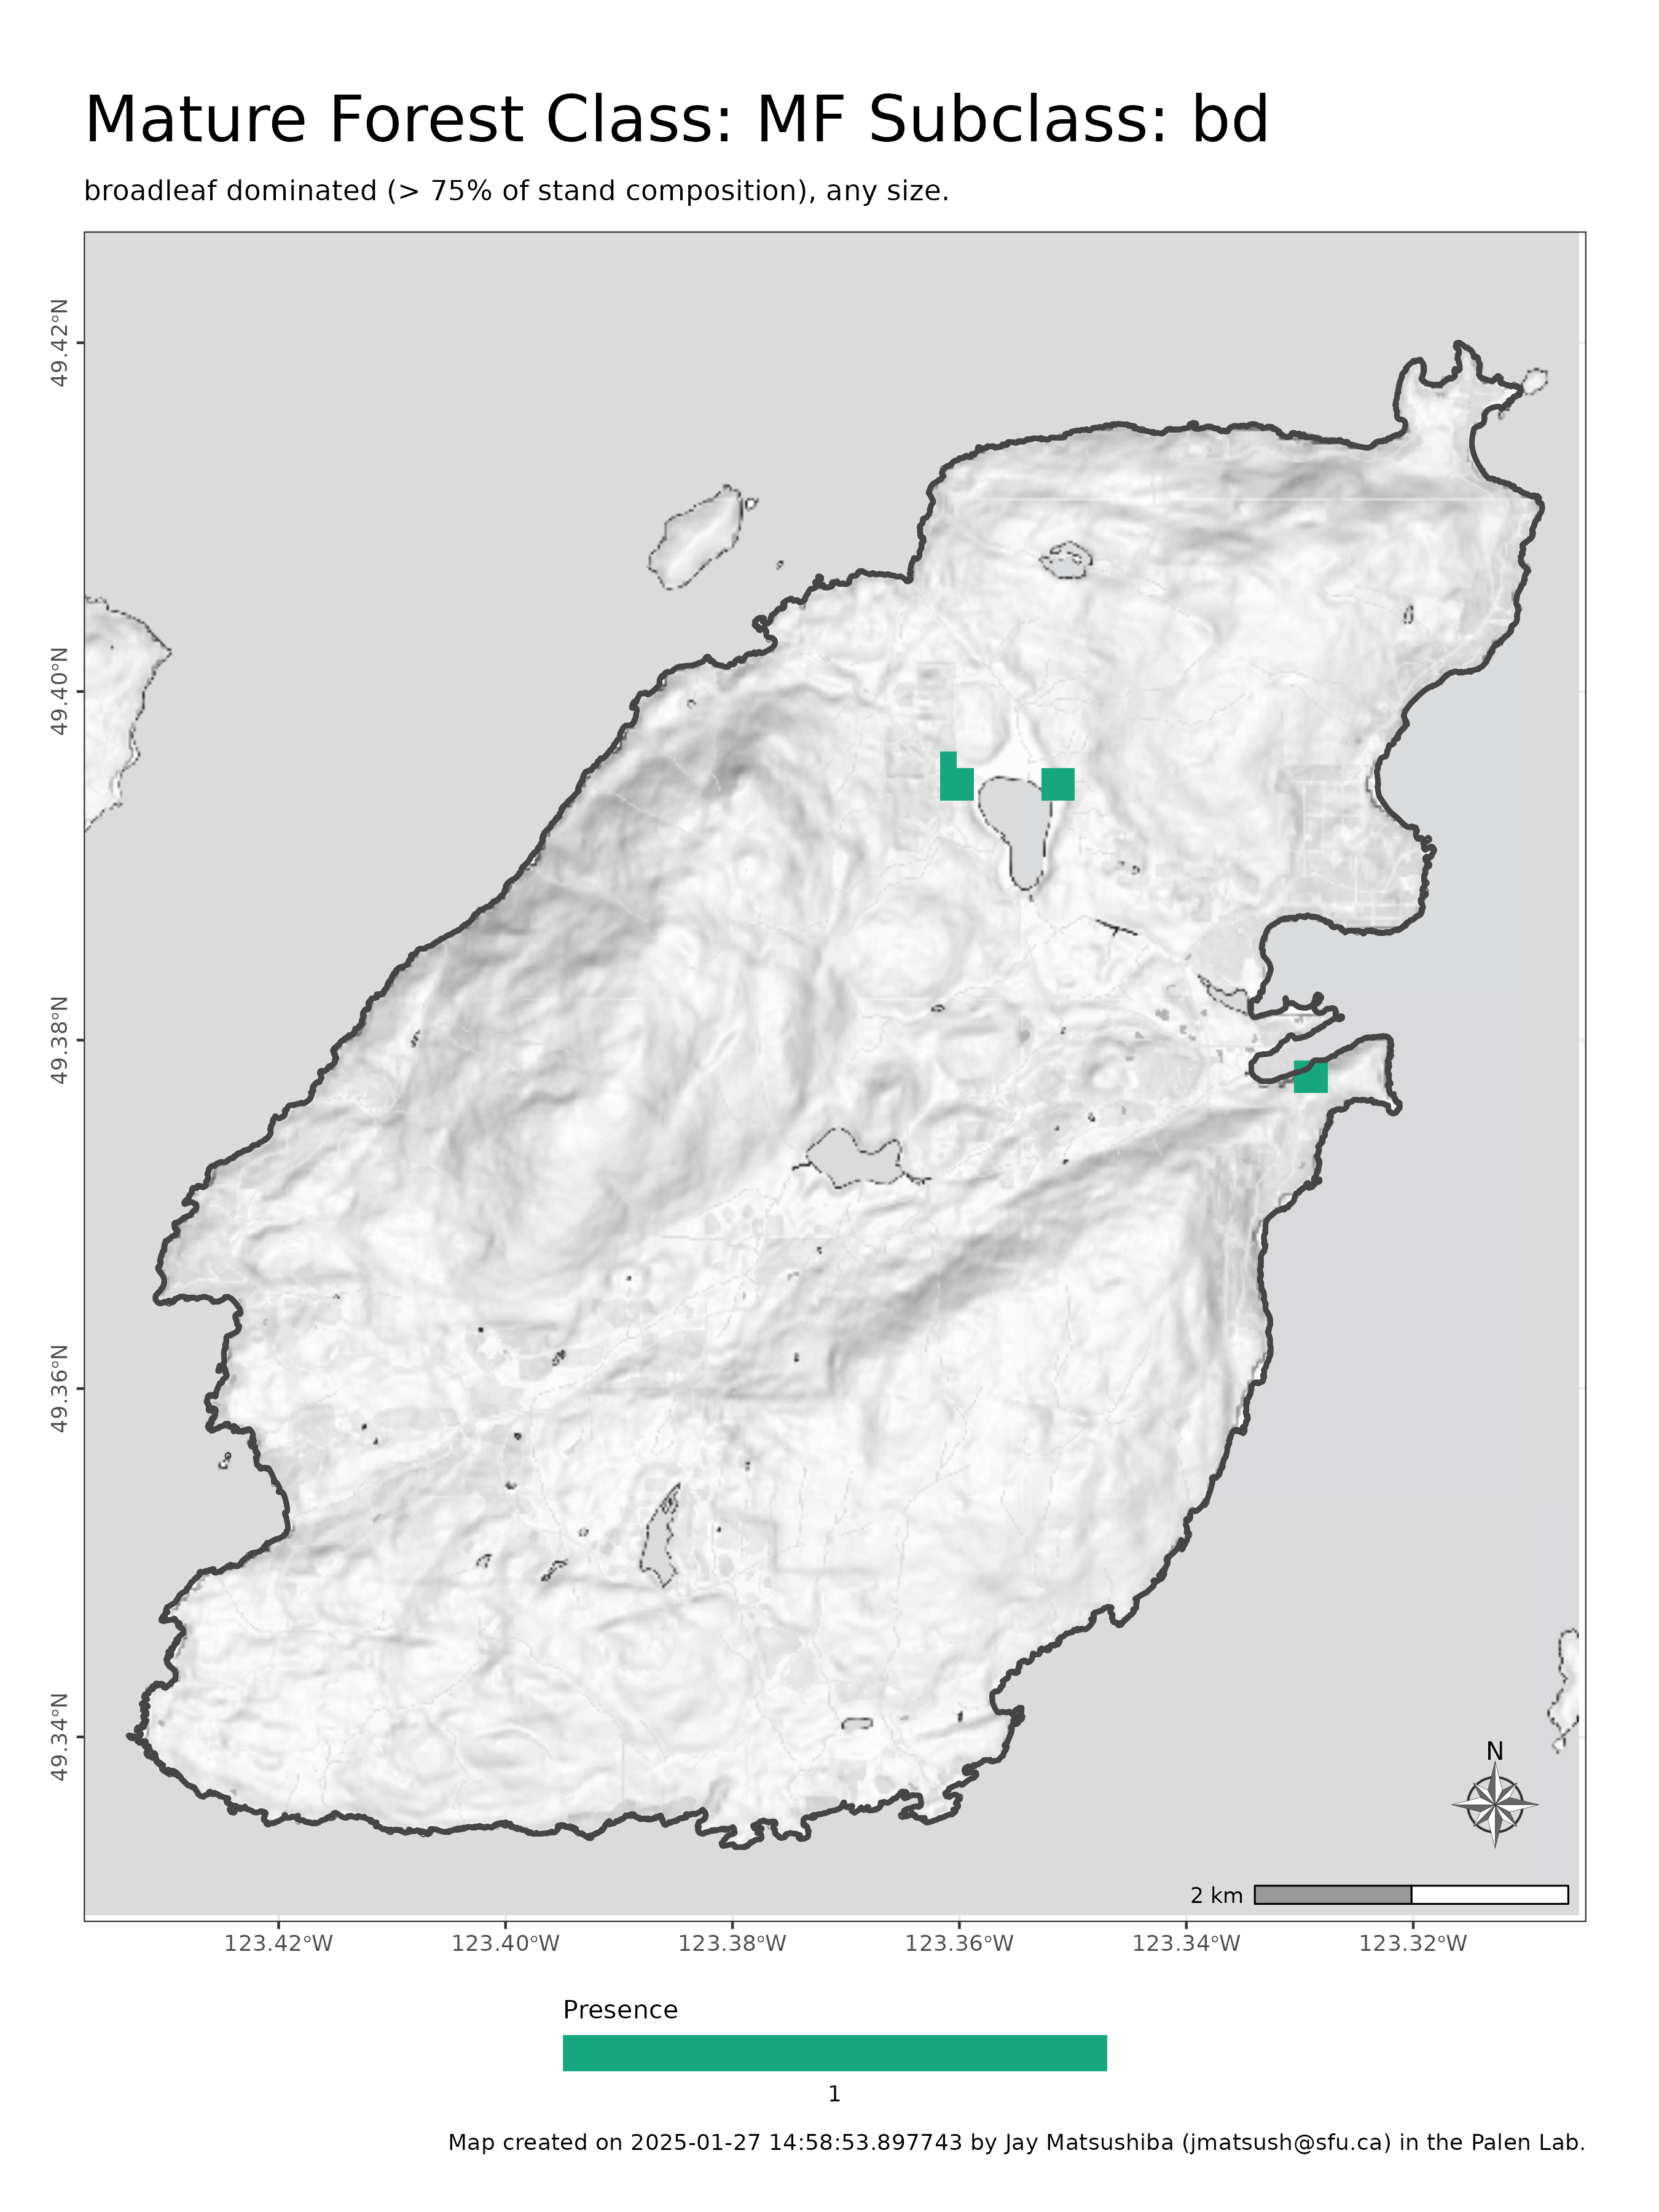 Mature Forest Class: MF Subclass: bd
broadleaf dominated (> 75% of stand composition), any size.
49.42°N
49.40°N
49.38°N
49.36°N
49.34°N
N
2 km
123.42°W 123.40°W 123.38°W 123.36°W 123.34°W 123.32°W
Presence
1
Map created on 2025-01-27 14:58:53.897743 by Jay Matsushiba (jmatsush@sfu.ca) in the Palen Lab.